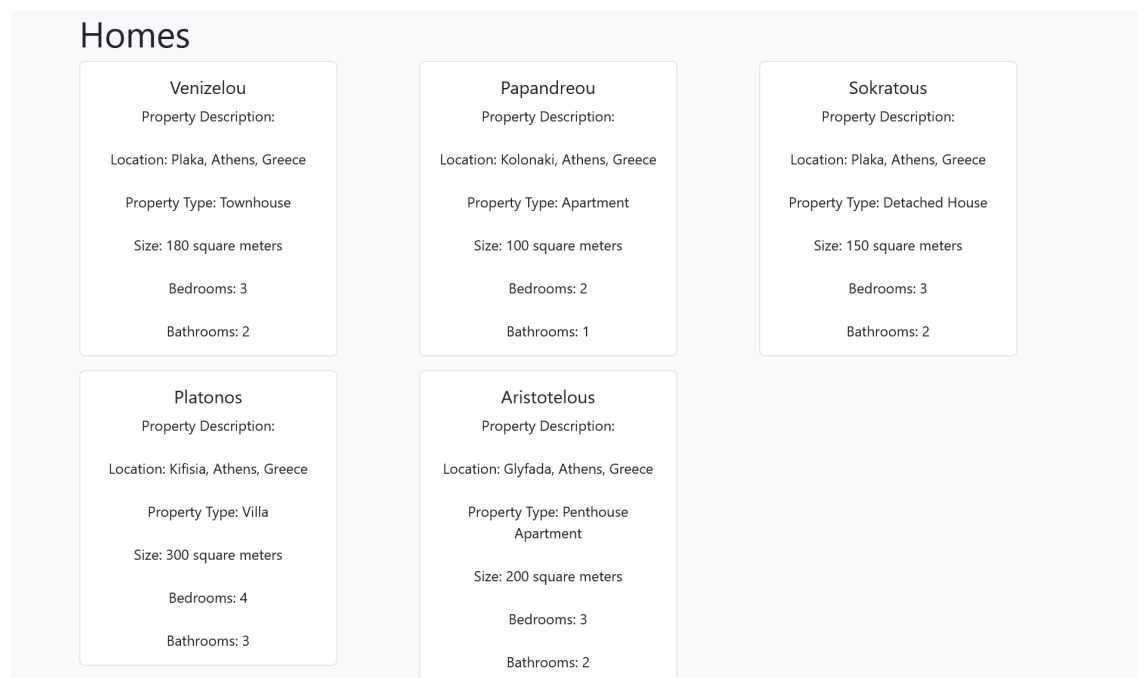 Homes
Venizelou
Property Description:
Location: Plaka, Athens, Greece
Property Type: Townhouse
Size: 180 square meters
Bedrooms: 3
Bathrooms: 2
Papandreou
Property Description:
Location: Kolonaki, Athens, Greece
Property Type: Apartment
Size: 100 square meters
Bedrooms: 2
Bathrooms: 1
Sokratous
Property Description:
Location: Plaka, Athens, Greece
Property Type: Detached House
Size: 150 square meters
Bedrooms: 3
Bathrooms: 2
Platonos
Property Description:
Location: Kifisia, Athens, Greece
Property Type: Villa
Size: 300 square meters
Bedrooms: 4
Bathrooms: 3
Aristotelous
Property Description:
Location: Glyfada, Athens, Greece
Property Type: Penthouse
Apartment
Size: 200 square meters
Bedrooms: 3
Bathrooms: 2